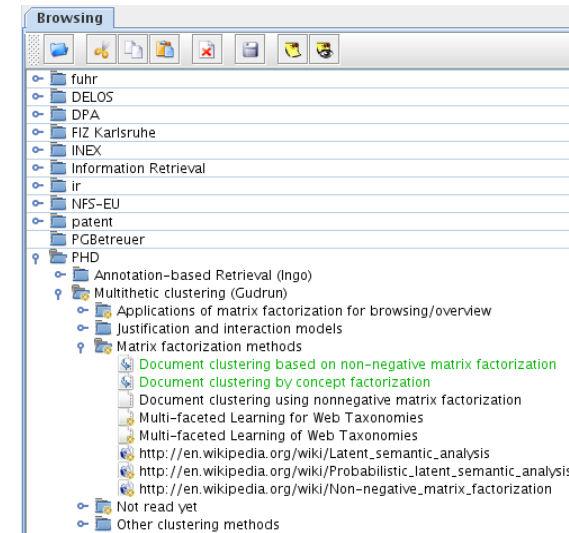 Browsing
fuhr
DELOS
DPA
FIZ Karlsruhe
INEX
Information Retrieval
ir
NFS-EU
patent
PGBetreuer
PHD
Annotation-based Retrieval (Ingo)
Multithetic clustering (Gudrun)
Applications of matrix factorization for browsing/overview
Justification and interaction models
Matrix factorization methods
Document clustering based on non-negative matrix factorization
Document clustering by concept factorization
Document clustering using nonnegative matrix factorization
Multi-faceted Learning for Web Taxonomies
Multi-faceted Learning of Web Taxonomies
http://en.wikipedia.org/wiki/Latent_semantic_analysis
http://en.wikipedia.org/wiki/Probabilistic_latent_semantic_analysis
http://en.wikipedia.org/wiki/Non-negative_matrix_factorization
Not read yet
Other clustering methods